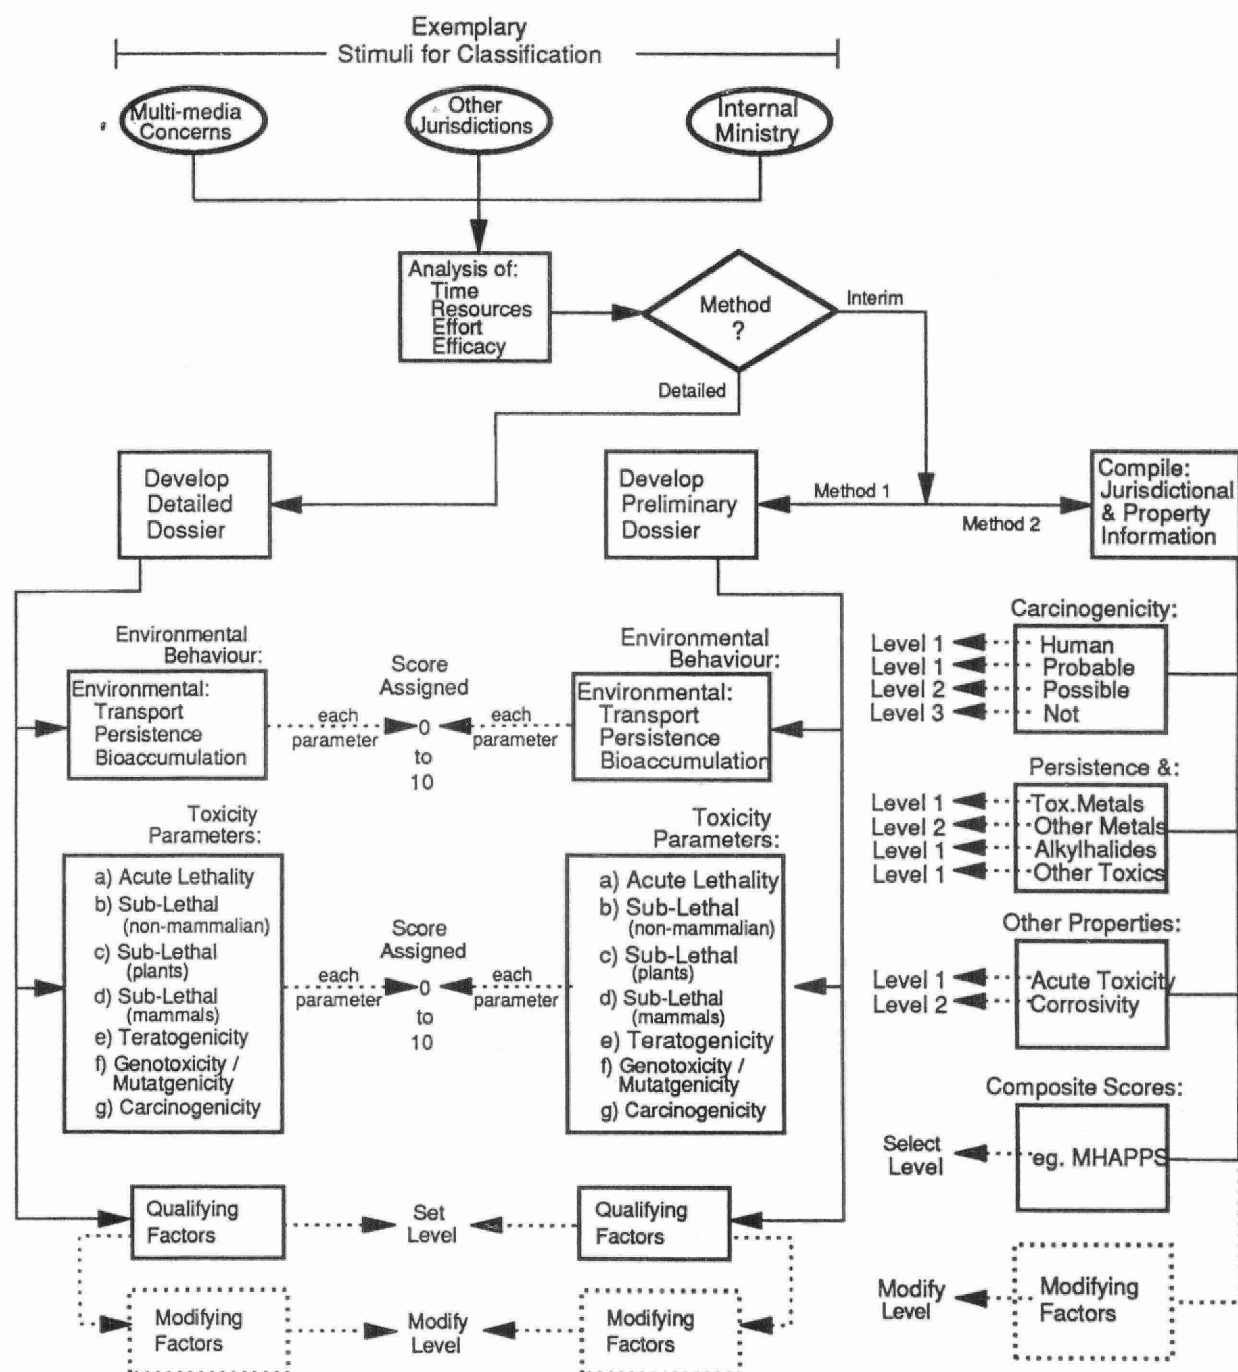 Exemplary
Stimuli for Classification
Multi-media
Concerns
Other
Jurisdictions
Internal
Ministry
Analysis of:
Time
Resources
Effort
Efficacy
Method
?
Interim
Detailed
Develop
Detailed
Dossier
Develop
Preliminary
Dossier
Method 1
Method 2
Compile:
Jurisdictional
& Property
Information
Environmental
Behaviour:
Environmental:
Transport
Persistence
Bioaccumulation
each
parameter
Score
Assigned
0
to
10
each
parameter
Environmental
Behaviour:
Environmental:
Transport
Persistence
Bioaccumulation
Toxicity
Parameters:
a) Acute Lethality
b) Sub-Lethal
(non-mammalian)
c) Sub-Lethal
(plants)
d) Sub-Lethal
(mammals)
e) Teratogenicity
f) Genotoxicity /
Mutatgenicity
g) Carcinogenicity
each
parameter
Score
Assigned
0
to
10
each
parameter
Toxicity
Parameters:
a) Acute Lethality
b) Sub-Lethal
(non-mammalian)
c) Sub-Lethal
(plants)
d) Sub-Lethal
(mammals)
e) Teratogenicity
f) Genotoxicity /
Mutatgenicity
g) Carcinogenicity
Qualifying
Factors
Set
Level
Qualifying
Factors
Modifying
Factors
Modify
Level
Modifying
Factors
Carcinogenicity:
Level 1 Human
Level 1 Probable
Level 2 Possible
Level 3 Not
Persistence &:
Level 1 Tox.Metals
Level 2 Other Metals
Level 1 Alkylhalides
Level 1 Other Toxics
Other Properties:
Level 1 Acute Toxicity
Level 2 Corrosivity
Composite Scores:
Select
Level
eg. MHAPPS
Modify
Level
Modifying
Factors